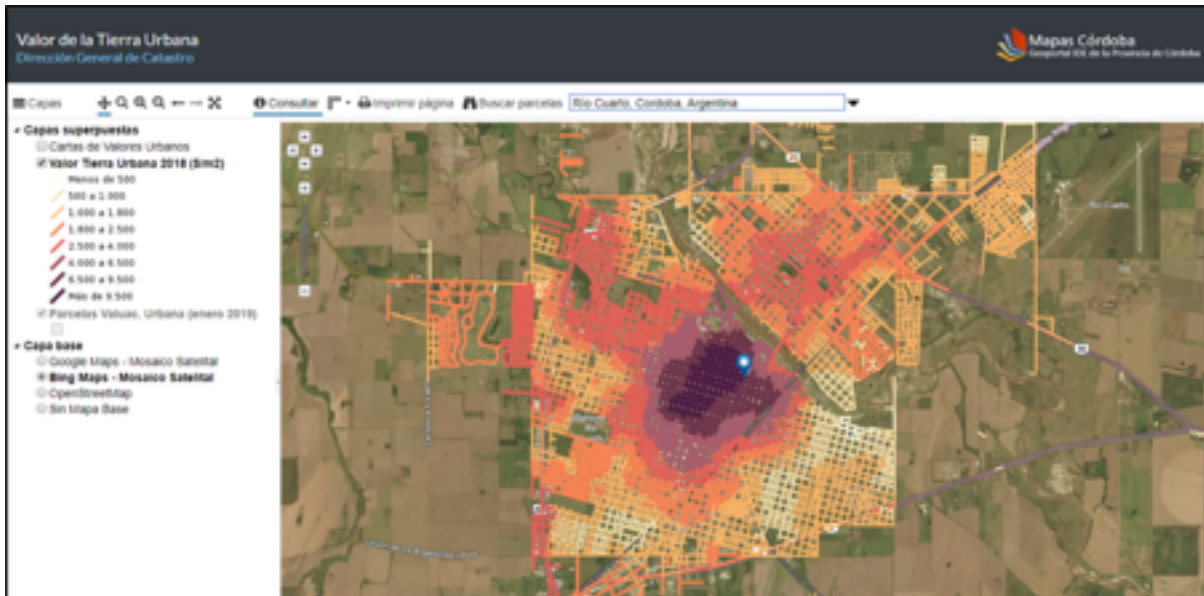 Valor de la Tierra Urbana
Dirección General de Catastro
Mapas Córdoba
Geoportal IDE de la Provincia de Córdoba
Capas
Consultar
Imprimir página
Buscar parcelas
Río Cuarto, Cordoba, Argentina
Capas superpuestas
Cartas de Valores Urbanos
Valor Tierra Urbana 2018 ($/m2)
Menos de 500
500 a 1.000
1.000 a 1.800
1.800 a 2.500
2.500 a 4.000
4.000 a 6.500
6.500 a 9.500
Más de 9.500
Parcelas Valuac. Urbana (enero 2019)
Capa base
Google Maps - Mosaico Satelital
Bing Maps - Mosaico Satelital
OpenStreetMap
Sin Mapa Base
Río Cuarto